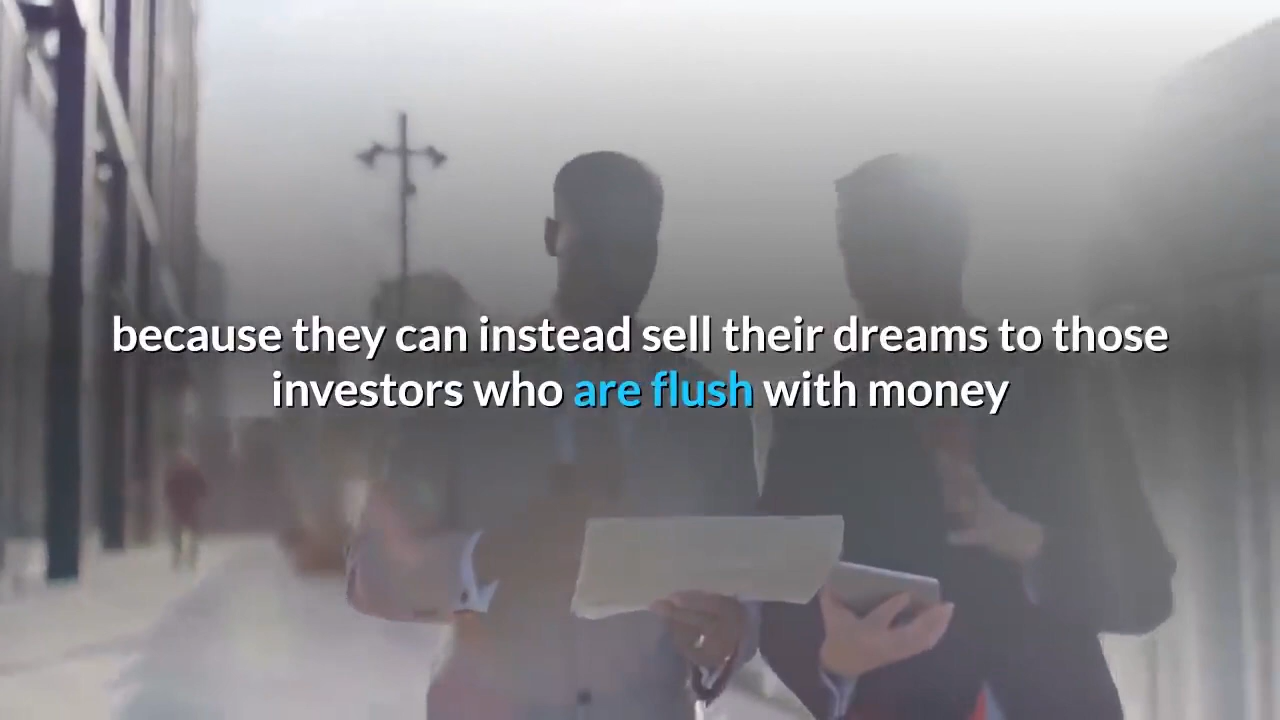 because they can instead sell their dreams to those
investors who are flush with money